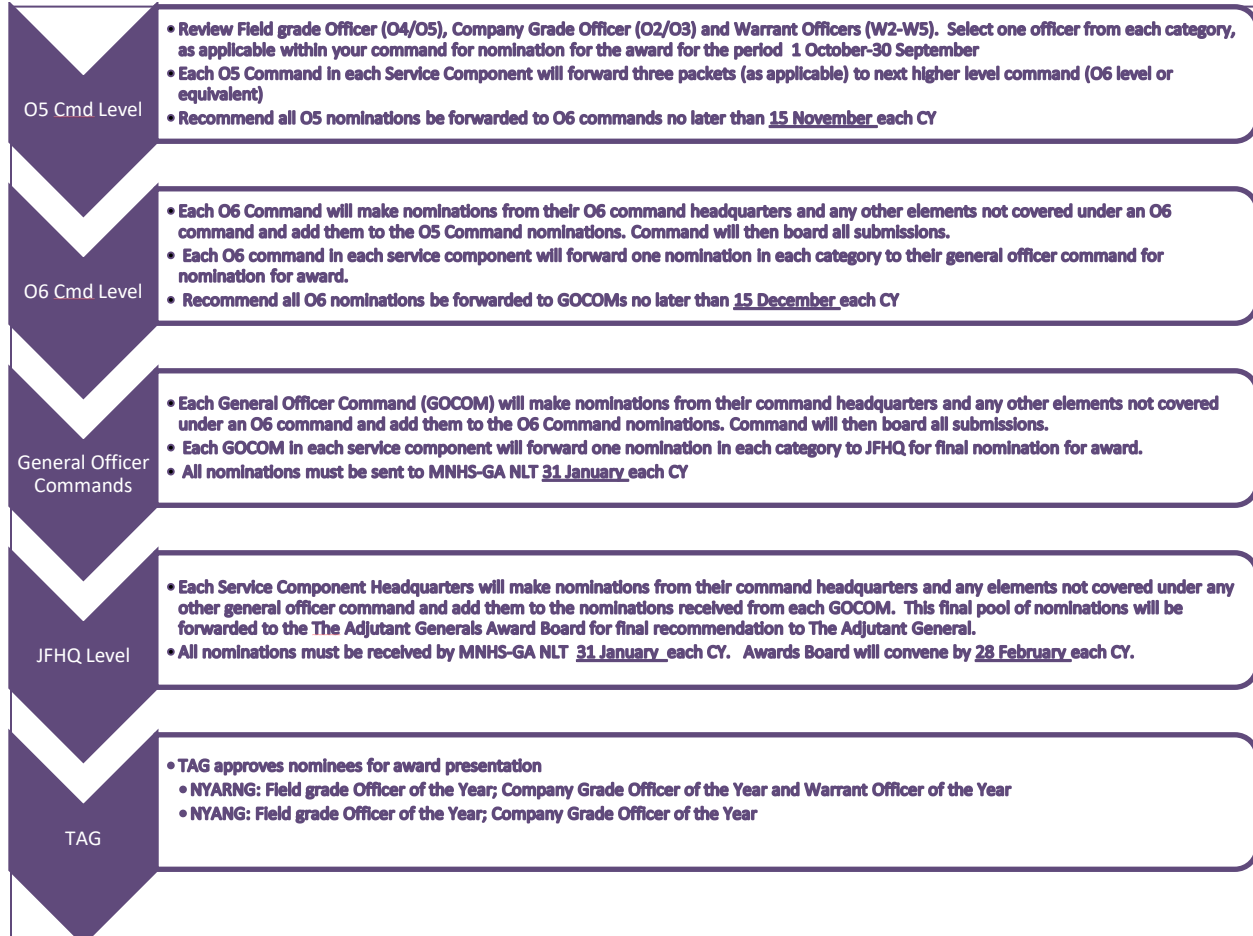 O5 Cmd Level
• Review Field grade Officer (O4/O5), Company Grade Officer (O2/O3) and Warrant Officers (W2-W5).  Select one officer from each category,
as applicable within your command for nomination for the award for the period  1 October-30 September
• Each O5 Command in each Service Component will forward three packets (as applicable) to next higher level command (O6 level or
equivalent)
• Recommend all O5 nominations be forwarded to O6 commands no later than 15 November each CY
O6 Cmd Level
• Each O6 Command will make nominations from their O6 command headquarters and any other elements not covered under an O6
command and add them to the O5 Command nominations. Command will then board all submissions.
• Each O6 command in each service component will forward one nomination in each category to their general officer command for
nomination for award.
• Recommend all O6 nominations be forwarded to GOCOMs no later than 15 December each CY
General Officer
Commands
• Each General Officer Command (GOCOM) will make nominations from their command headquarters and any other elements not covered
under an O6 command and add them to the O6 Command nominations. Command will then board all submissions.
• Each GOCOM in each service component will forward one nomination in each category to JFHQ for final nomination for award.
• All nominations must be sent to MNHS-GA NLT 31 January each CY
JFHQ Level
• Each Service Component Headquarters will make nominations from their command headquarters and any elements not covered under any
other general officer command and add them to the nominations received from each GOCOM.  This final pool of nominations will be
forwarded to the The Adjutant Generals Award Board for final recommendation to The Adjutant General.
• All nominations must be received by MNHS-GA NLT  31 January  each CY.   Awards Board will convene by 28 February each CY.
TAG
• TAG approves nominees for award presentation
• NYARNG: Field grade Officer of the Year; Company Grade Officer of the Year and Warrant Officer of the Year
• NYANG: Field grade Officer of the Year; Company Grade Officer of the Year